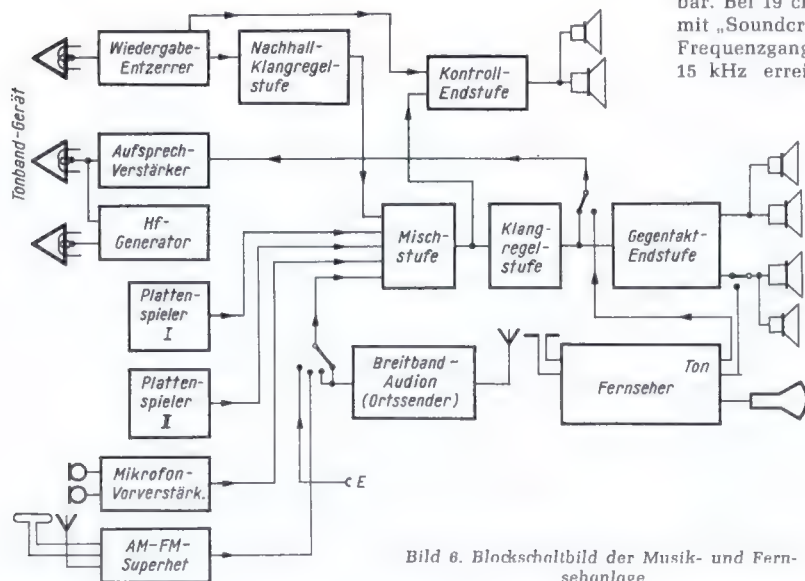 bar. Bei 19 c
mit „Soundcr
Frequenzgang
15 kHz errei
Tonband-Gerät
Wiedergabe-
Entzerrer
Nachhall-
Klangregel-
stufe
Kontroll-
Endstufe
Aufsprech-
Verstärker
Hf-
Generator
Misch-
stufe
Klang-
regel-
stufe
Gegentakt-
Endstufe
Platten-
spieler
I
Platten-
spieler
II
Breitband-
Audion
(Ortssender)
Ton
Fernseher
Mikrofon-
Vorverstärk.
E
AM-FM-
Superhet
Bild 6. Blockschaltbild der Musik- und Fern-
sehanlage